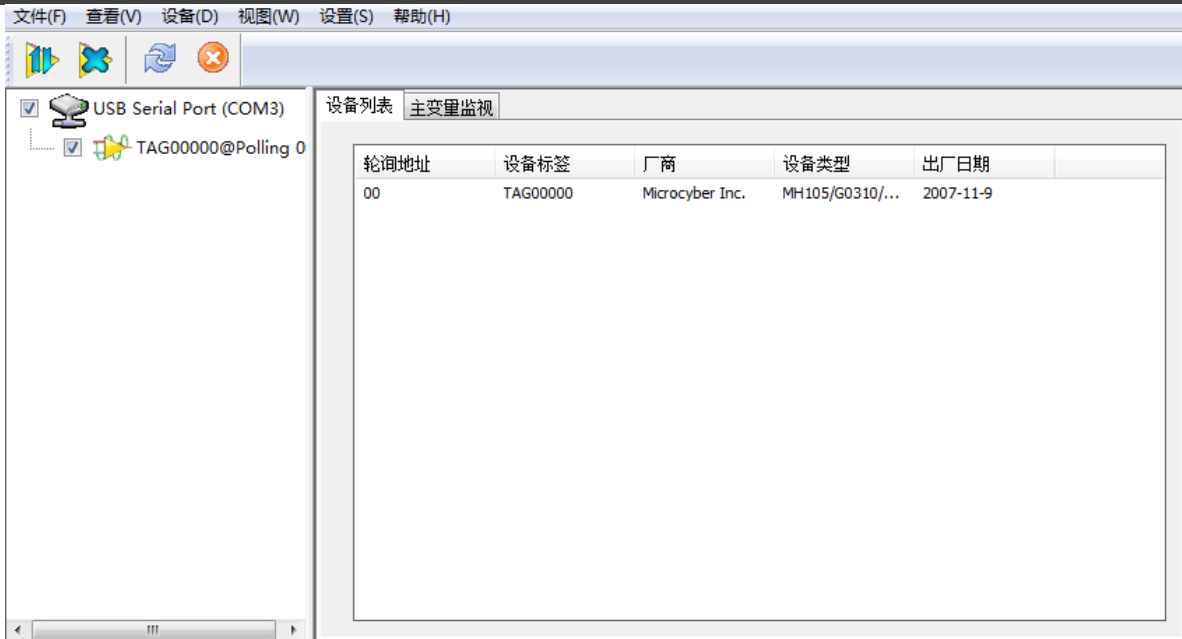 文件(F) 查看(V) 设备(D) 视图(W) 设置(S) 帮助(H)
USB Serial Port (COM3)
TAG00000@Polling 0
设备列表 主变量监视
轮询地址 设备标签 厂商 设备类型 出厂日期
00 TAG00000 Microcyber Inc. MH105/G0310/... 2007-11-9